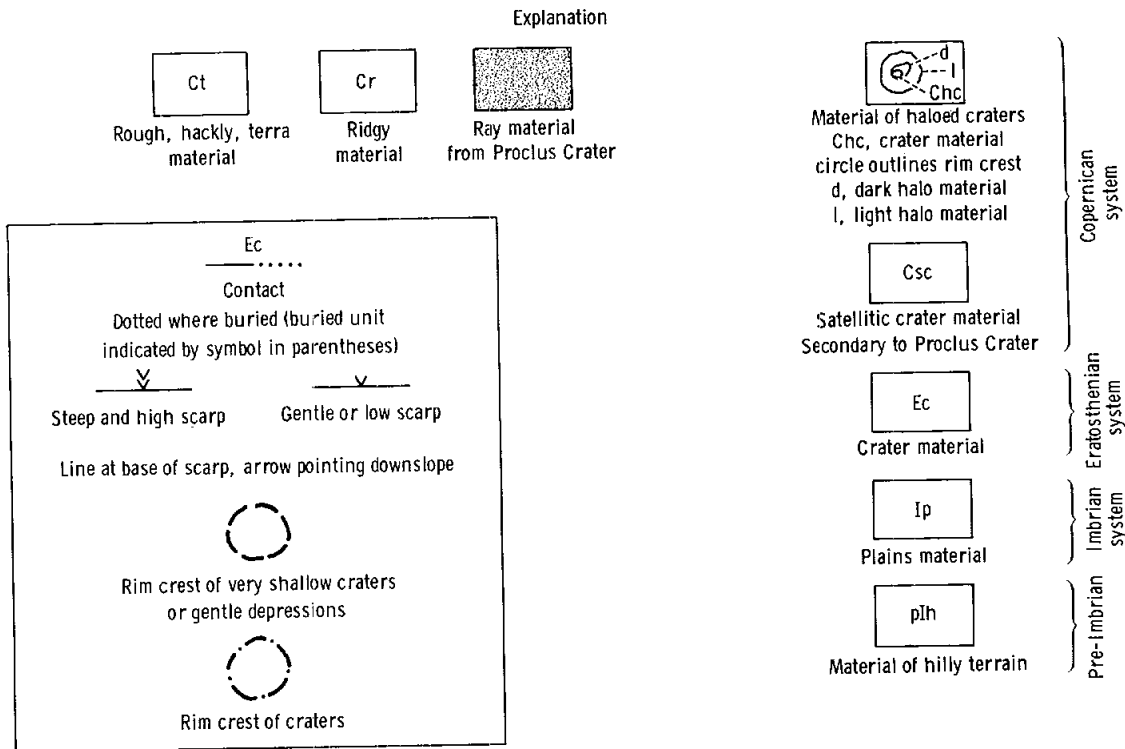 Explanation
Ct
Rough, hackly, terra
material
Cr
Ridgy
material
Ray material
from Proclus Crater
d
l
Chc
Material of haloed craters
Chc, crater material
circle outlines rim crest
d, dark halo material
l, light halo material
Csc
Satellitic crater material
Secondary to Proclus Crater
Copernican
system
Ec
Crater material
Eratosthenian
system
Ip
Plains material
Imbrian
system
pIh
Material of hilly terrain
Pre-Imbrian
Ec
Contact
Dotted where buried (buried unit
indicated by symbol in parentheses)
Steep and high scarp
Gentle or low scarp
Line at base of scarp, arrow pointing downslope
Rim crest of very shallow craters
or gentle depressions
Rim crest of craters